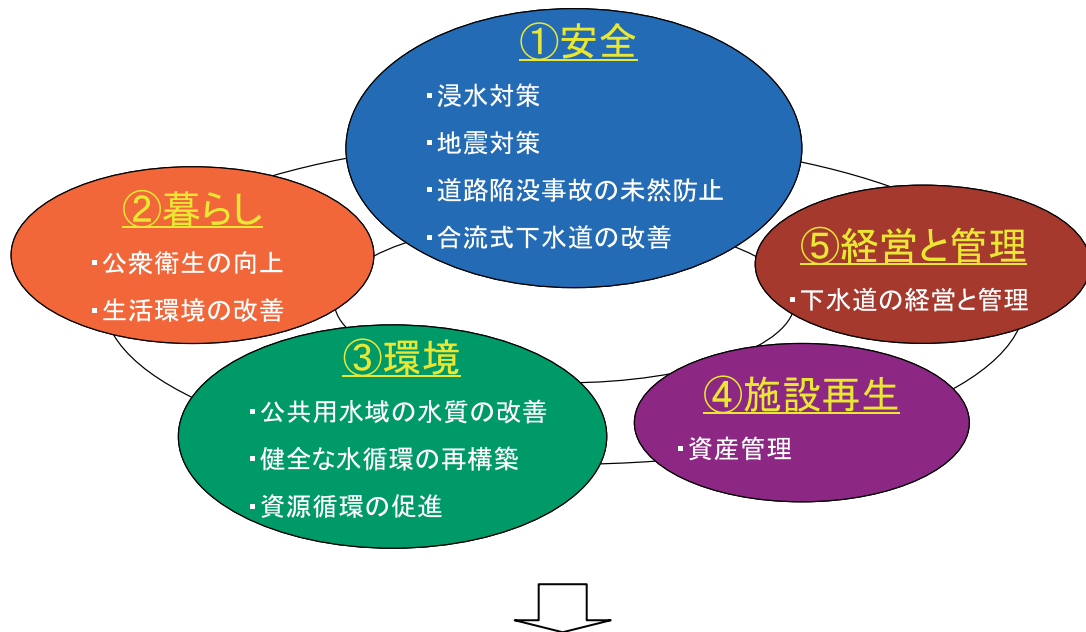 ①安全
・浸水対策
・地震対策
・道路陥没事故の未然防止
・合流式下水道の改善
②暮らし
・公衆衛生の向上
・生活環境の改善
③環境
・公共用水域の水質の改善
・健全な水循環の再構築
・資源循環の促進
④施設再生
・資産管理
⑤経営と管理
・下水道の経営と管理